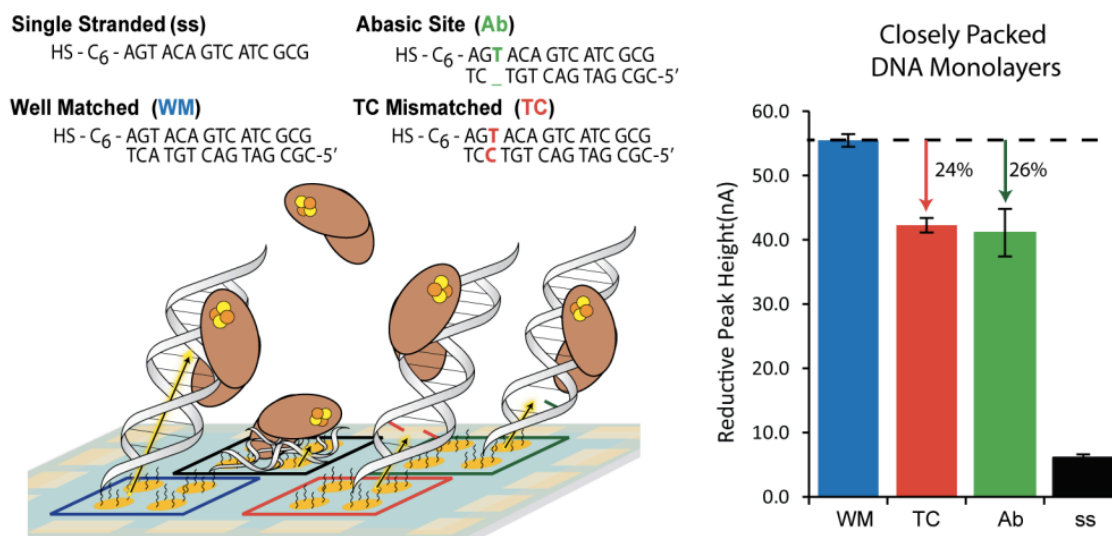 Single Stranded (ss)
HS - C6 - AGT ACA GTC ATC GCG
Abasic Site (Ab)
HS - C6 - AGT ACA GTC ATC GCG
TC _ TGT CAG TAG CGC-5'
Well Matched (WM)
HS - C6 - AGT ACA GTC ATC GCG
TCA TGT CAG TAG CGC-5'
TC Mismatched (TC)
HS - C6 - AGT ACA GTC ATC GCG
TCC TGT CAG TAG CGC-5'
Closely Packed
DNA Monolayers
Reductive Peak Height(nA)
60.0
50.0
40.0
30.0
20.0
10.0
0.0
24%
26%
WM
TC
Ab
ss